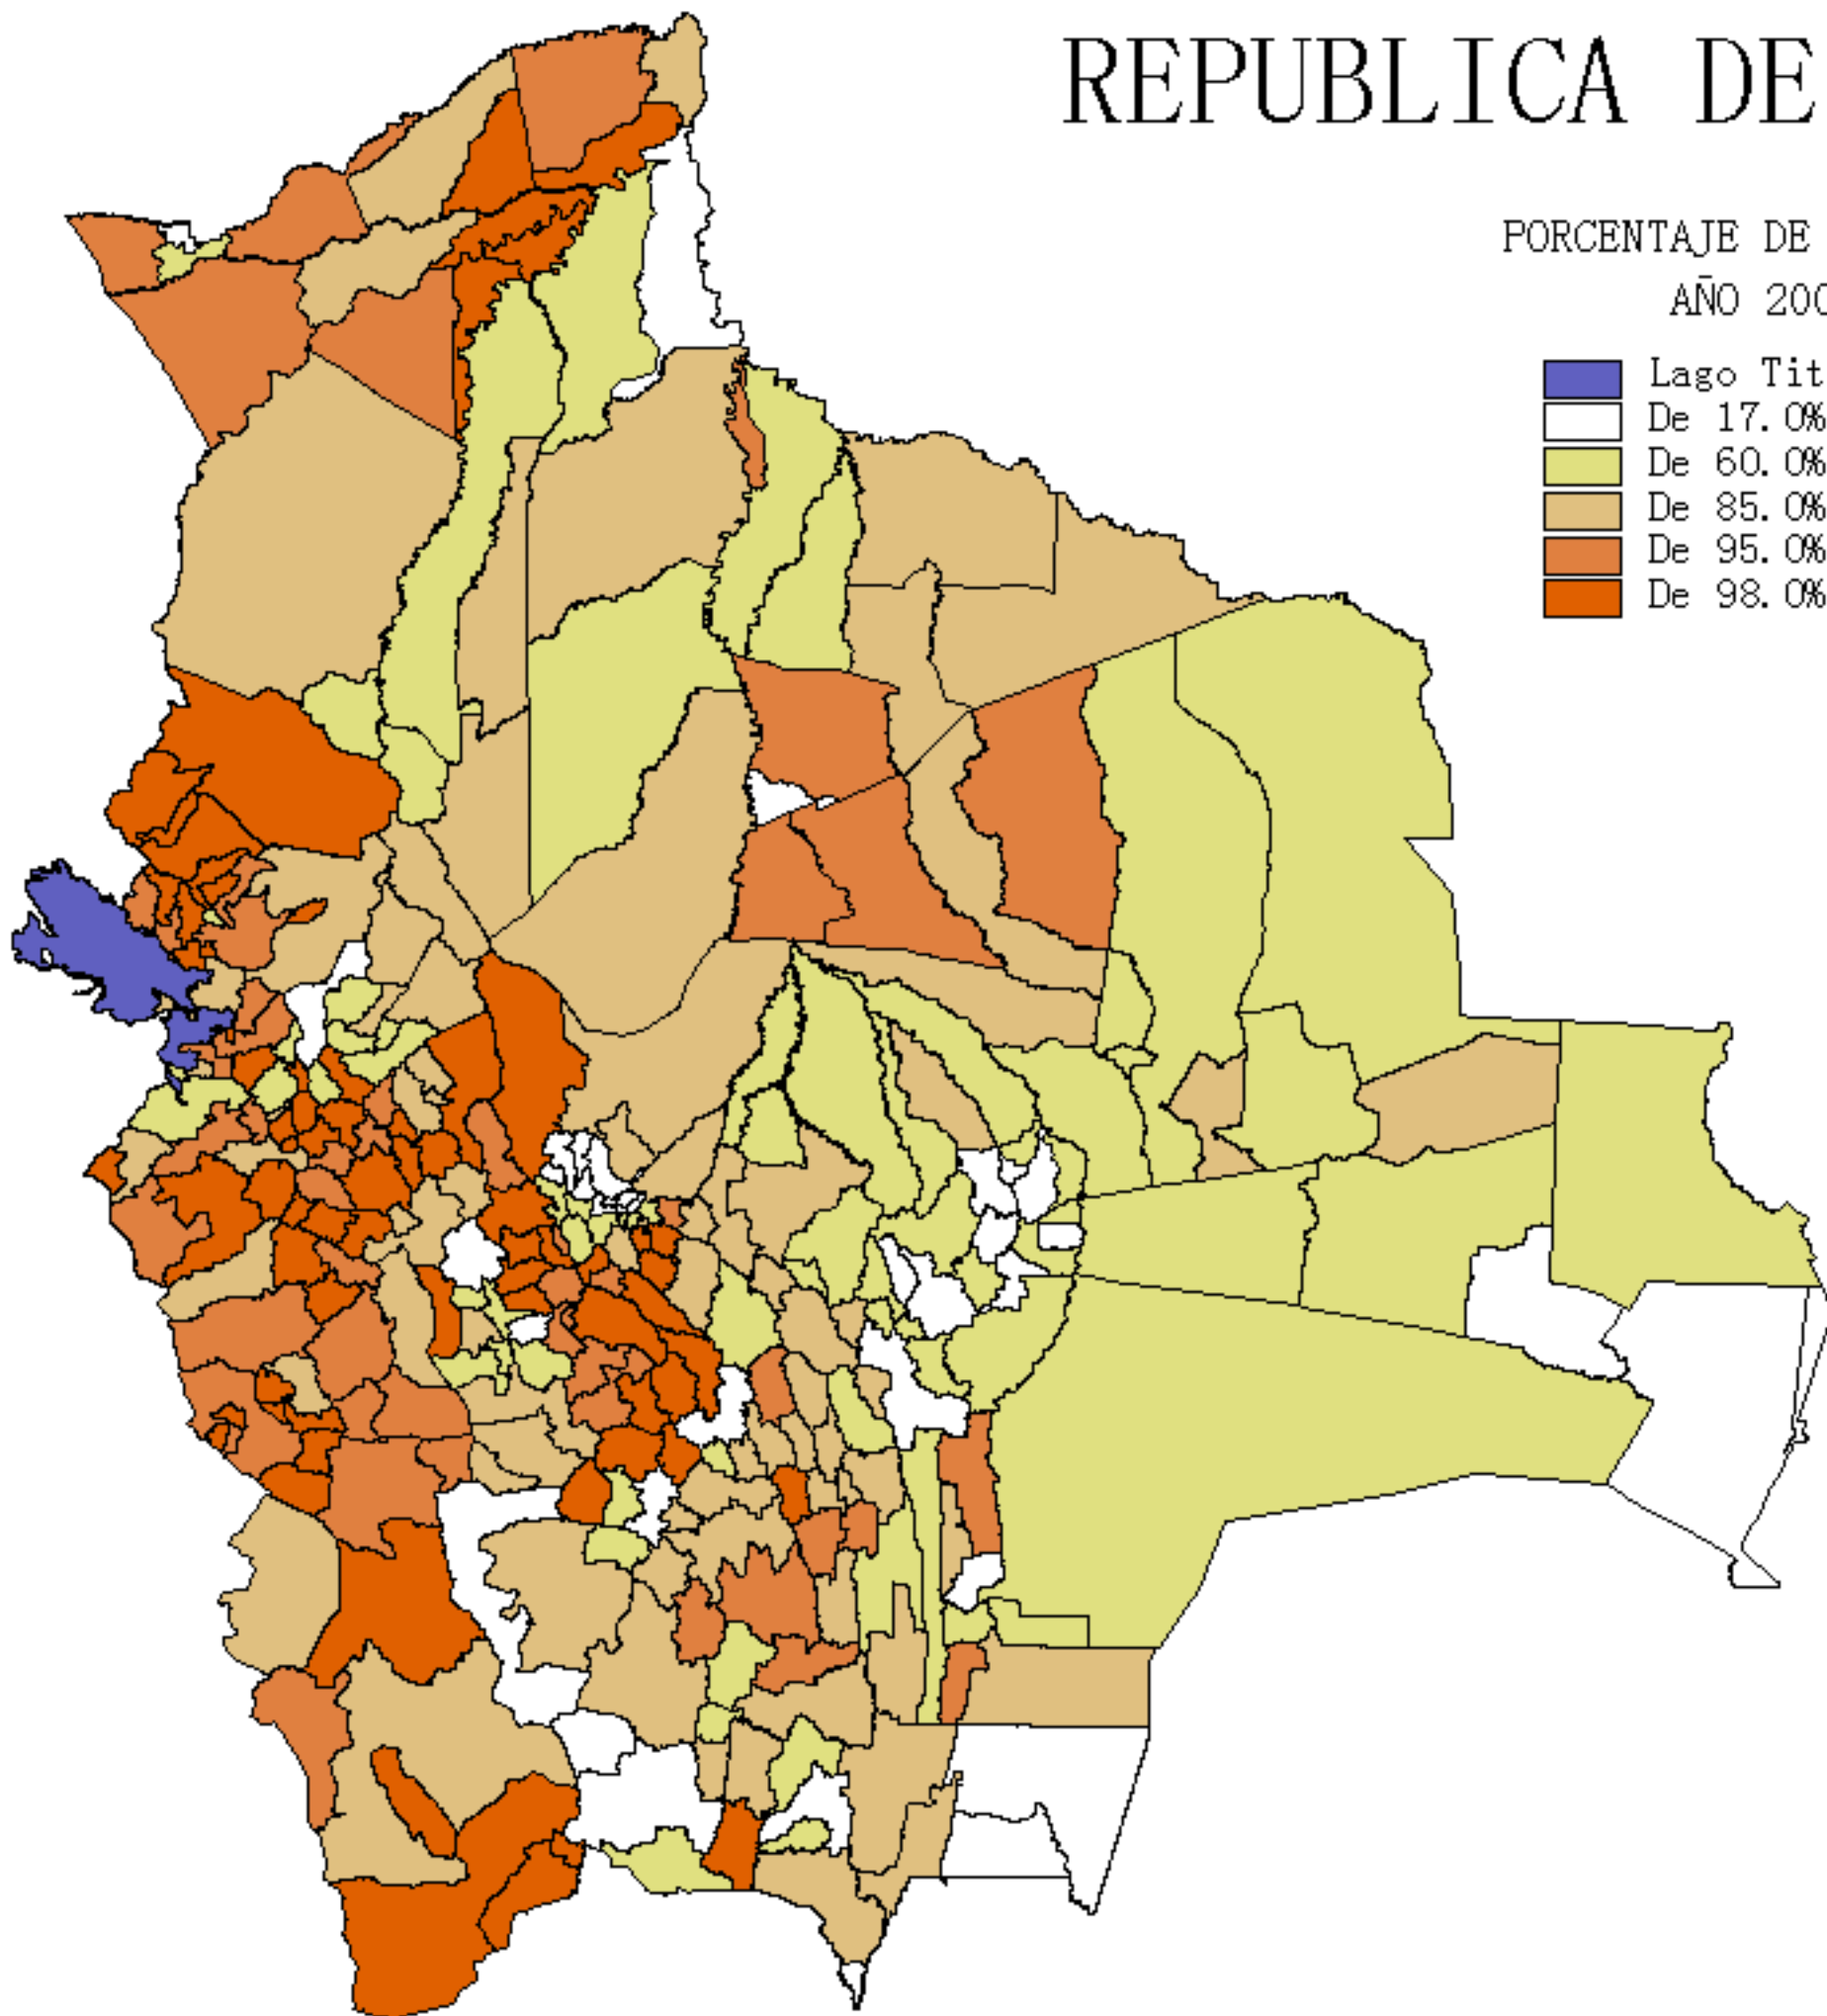 REPUBLICA DE
PORCENTAJE DE
AÑO 200
Lago Tit
De 17.0%
De 60.0%
De 85.0%
De 95.0%
De 98.0%